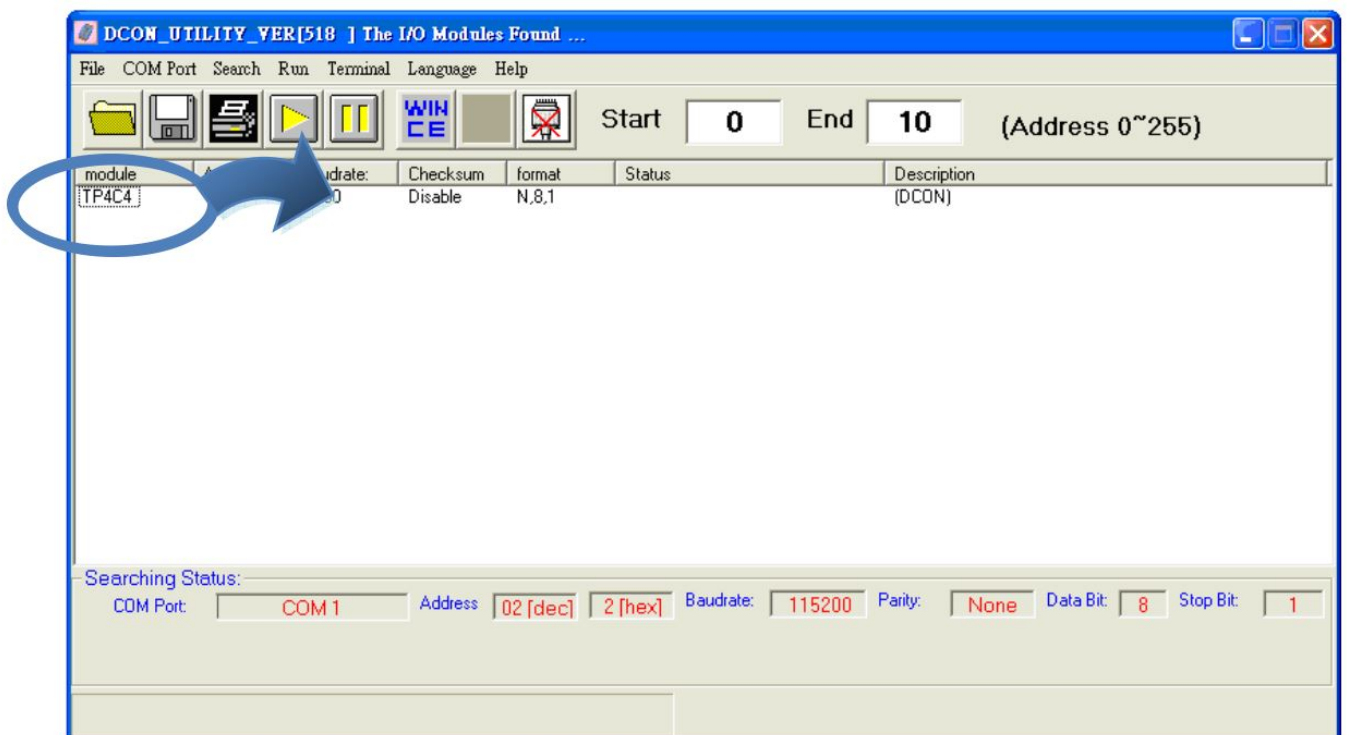 DCON_UTILITY_VER[518 ] The I/O Modules Found ...
File COM Port Search Run Terminal Language Help
WIN CE Start 0 End 10 (Address 0~255)
module Checksum format Status Description
TP4C4 Disable N,8,1 (DCON)
Searching Status:
COM Port: COM 1 Address 02 [dec] 2 [hex] Baudrate: 115200 Parity: None Data Bit: 8 Stop Bit: 1